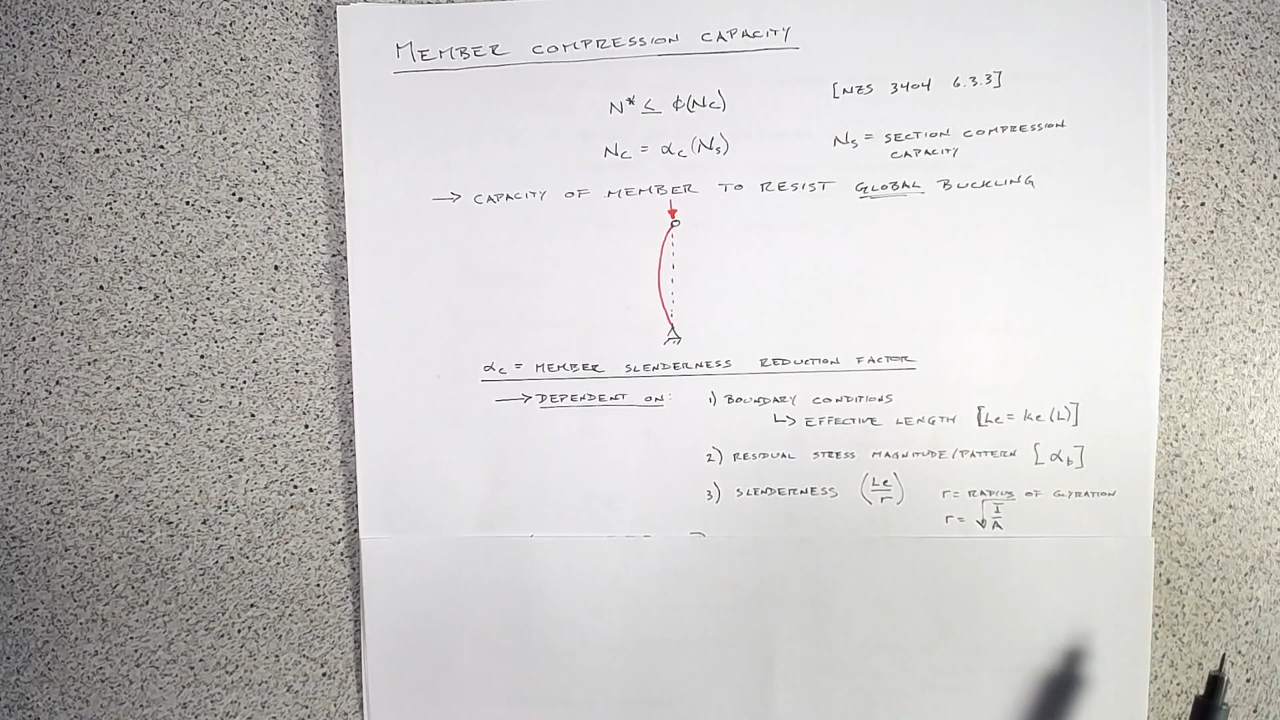 MEMBER COMPRESSION CAPACITY
N* ≤ ϕ(Nc) [NZS 3404 6.3.3]
Nc = αc(Ns) Ns = SECTION COMPRESSION CAPACITY
→ CAPACITY OF MEMBER TO RESIST GLOBAL BUCKLING
αc = MEMBER SLENDERNESS REDUCTION FACTOR
→ DEPENDENT ON: 1) BOUNDARY CONDITIONS
↳ EFFECTIVE LENGTH [Le = ke(L)]
2) RESIDUAL STRESS MAGNITUDE/PATTERN [αb]
3) SLENDERNESS (Le/r) r = RADIUS OF GYRATION
r = √(I/A)